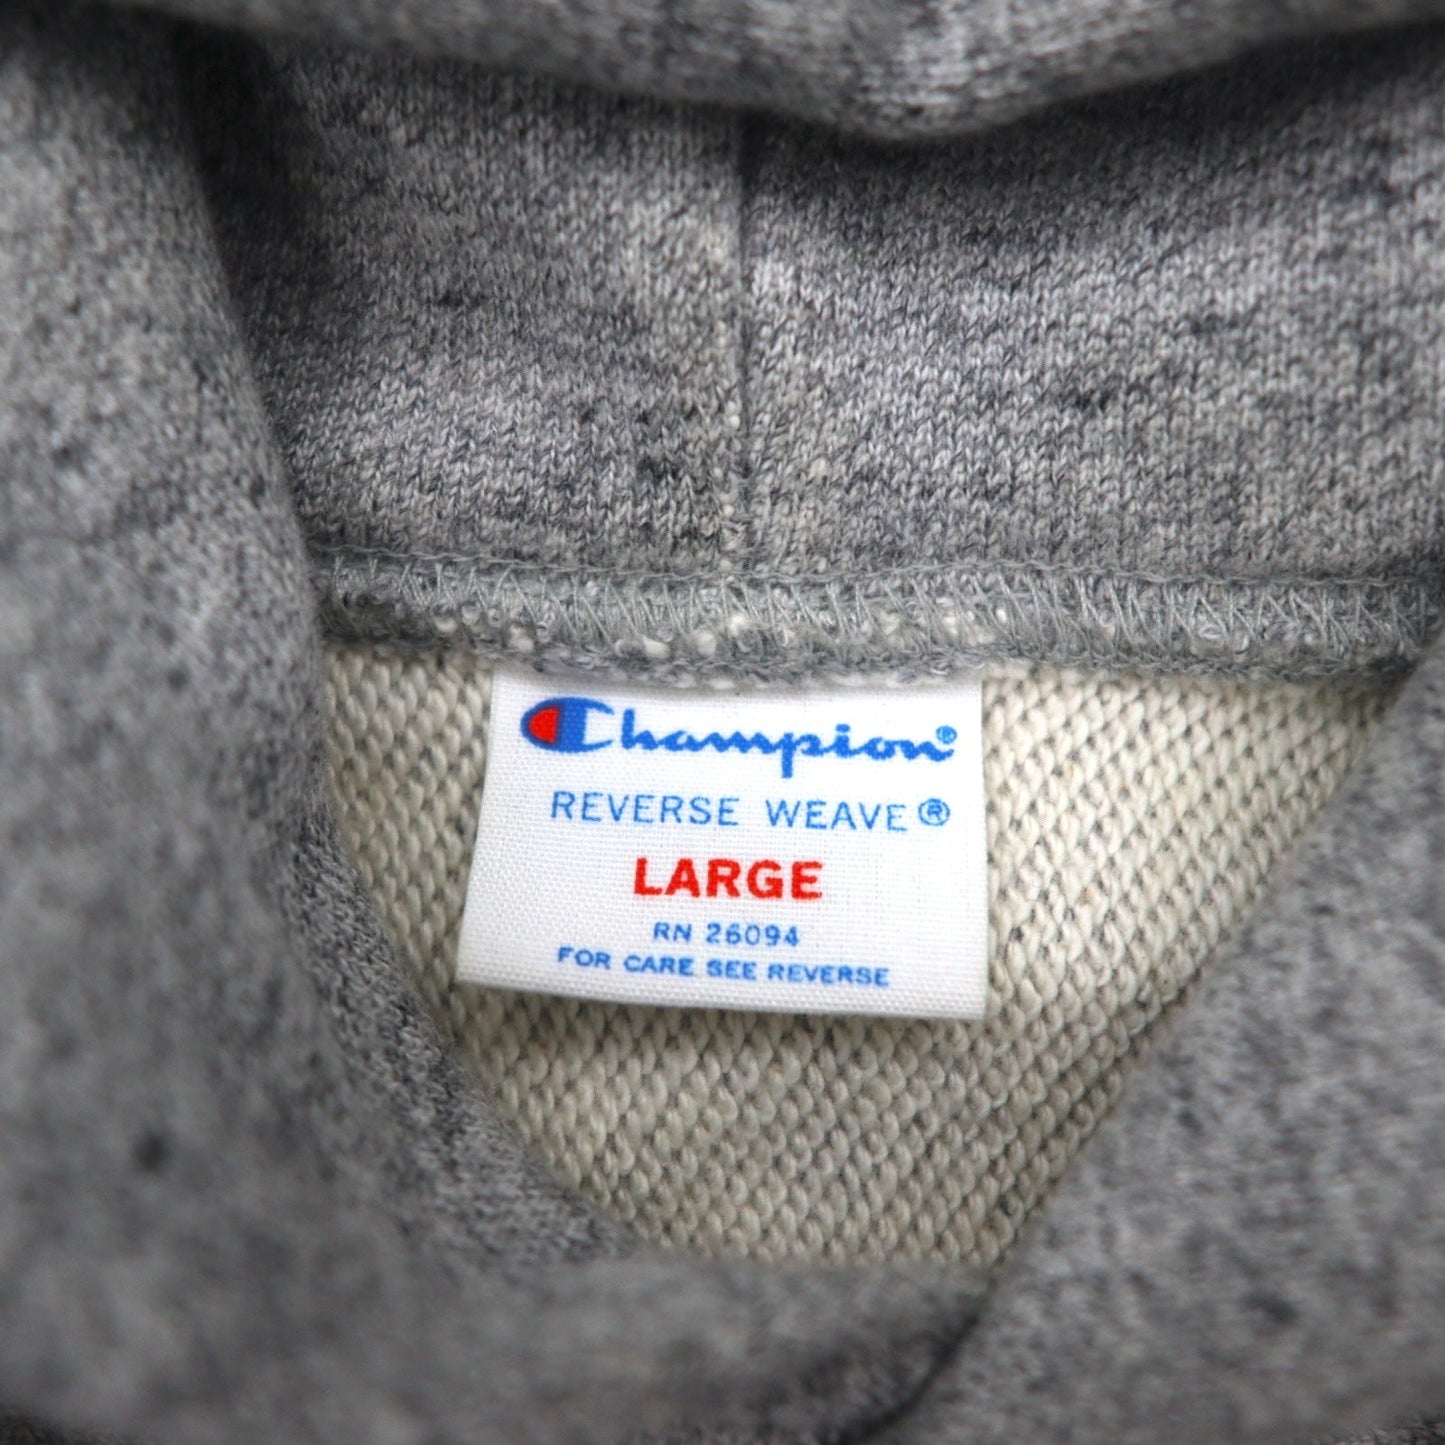 Champion®
REVERSE WEAVE®
LARGE
RN 26094
FOR CARE SEE REVERSE